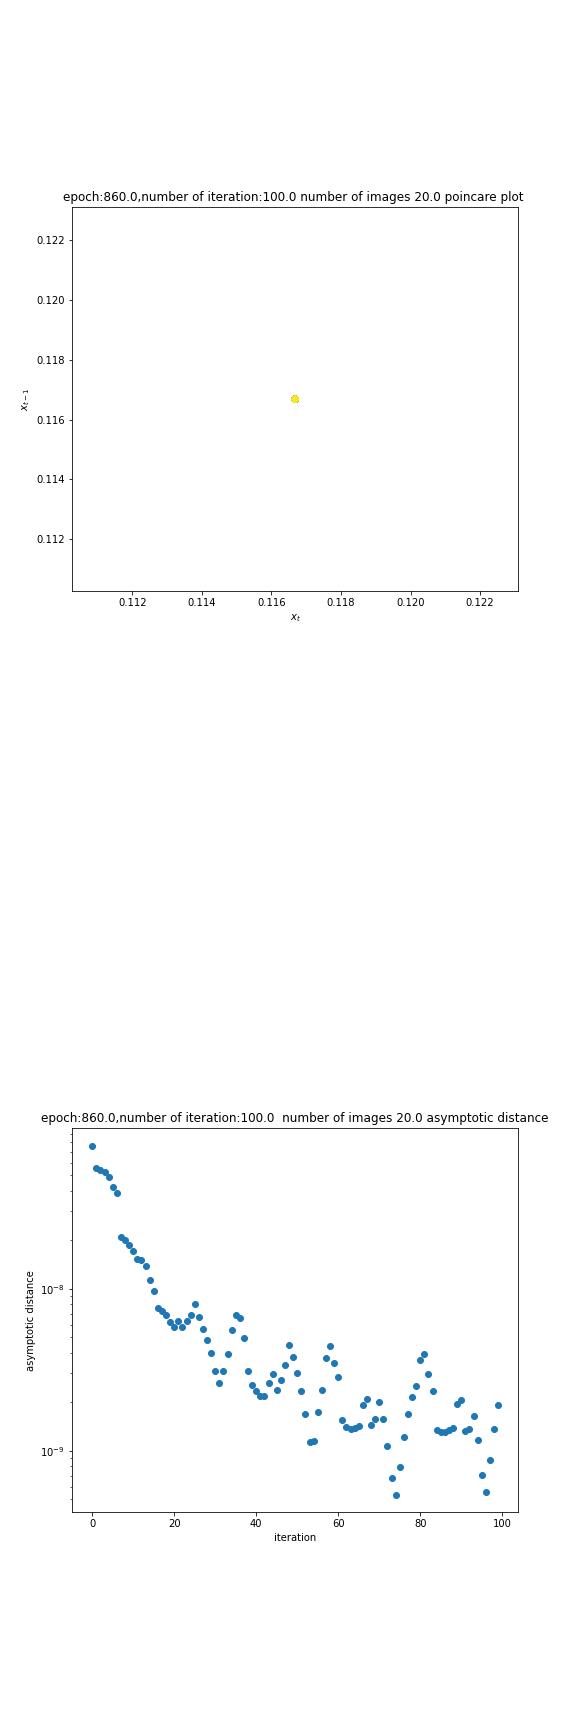 epoch:860.0,number of iteration:100.0 number of images 20.0 poincare plot
0.122
0.120
0.118
0.116
0.114
0.112
x_{t-1}
0.112 0.114 0.116 0.118 0.120 0.122
x_t
epoch:860.0,number of iteration:100.0  number of images 20.0 asymptotic distance
10^{-8}
10^{-9}
asymptotic distance
0 20 40 60 80 100
iteration